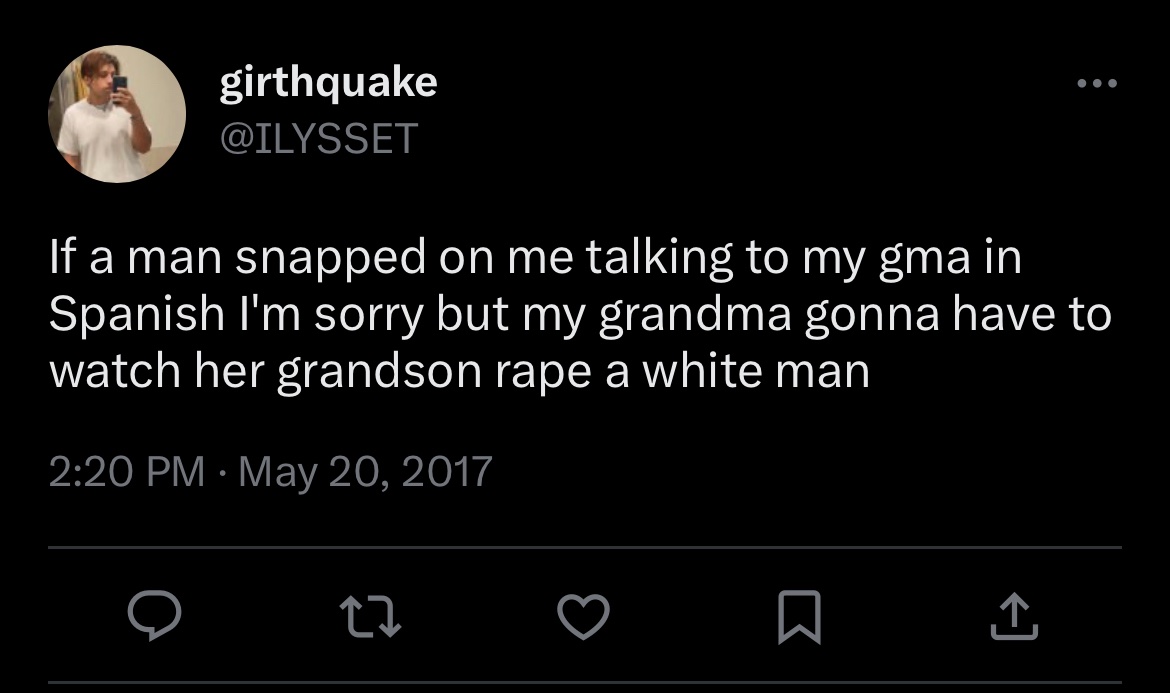 girthquake
@ILYSSET
If a man snapped on me talking to my gma in
Spanish I'm sorry but my grandma gonna have to
watch her grandson rape a white man
2:20 PM · May 20, 2017